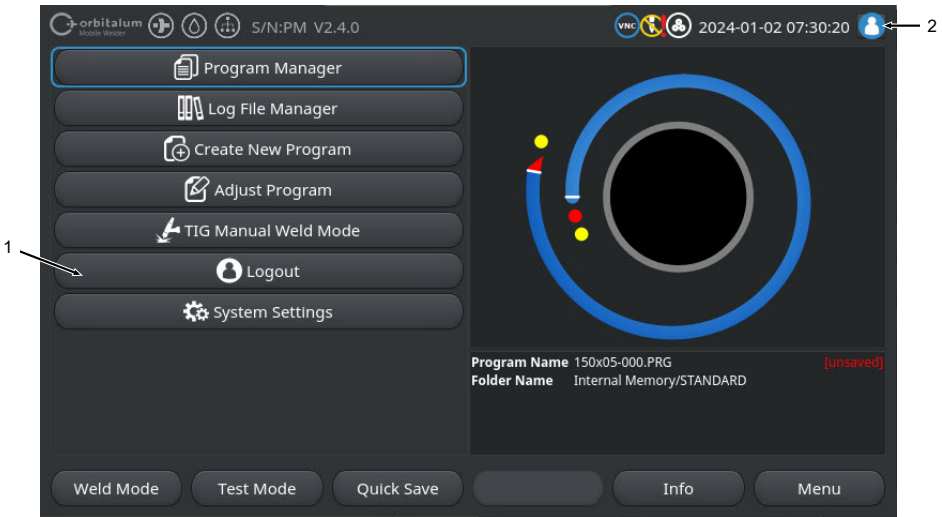 orbitalum
Mobile Welder
S/N:PM V2.4.0
VNC
2024-01-02 07:30:20
2
Program Manager
Log File Manager
Create New Program
Adjust Program
TIG Manual Weld Mode
1
Logout
System Settings
Program Name 150x05-000.PRG [unsaved]
Folder Name Internal Memory/STANDARD
Weld Mode
Test Mode
Quick Save
Info
Menu